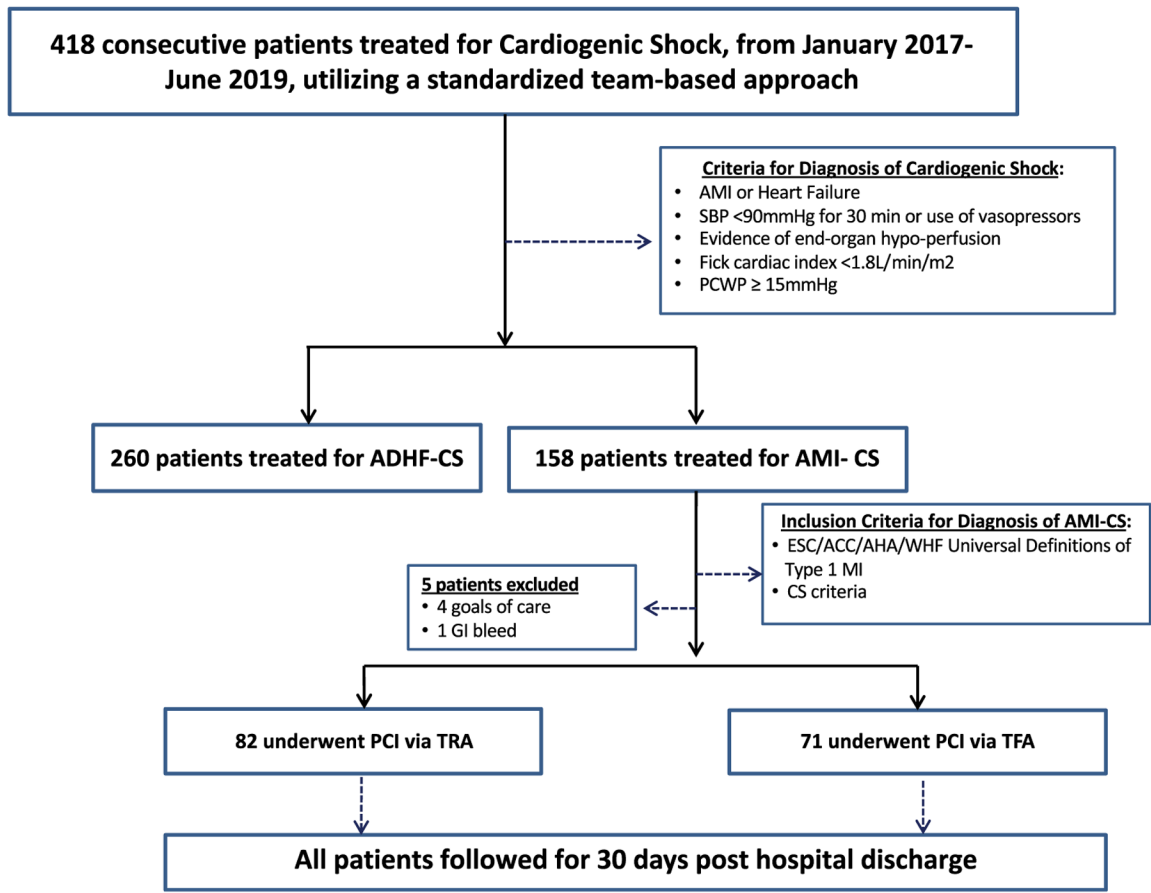 418 consecutive patients treated for Cardiogenic Shock, from January 2017-
June 2019, utilizing a standardized team-based approach
Criteria for Diagnosis of Cardiogenic Shock:
• AMI or Heart Failure
• SBP <90mmHg for 30 min or use of vasopressors
• Evidence of end-organ hypo-perfusion
• Fick cardiac index <1.8L/min/m2
• PCWP ≥ 15mmHg
260 patients treated for ADHF-CS
158 patients treated for AMI- CS
Inclusion Criteria for Diagnosis of AMI-CS:
• ESC/ACC/AHA/WHF Universal Definitions of
Type 1 MI
• CS criteria
5 patients excluded
• 4 goals of care
• 1 GI bleed
82 underwent PCI via TRA
71 underwent PCI via TFA
All patients followed for 30 days post hospital discharge